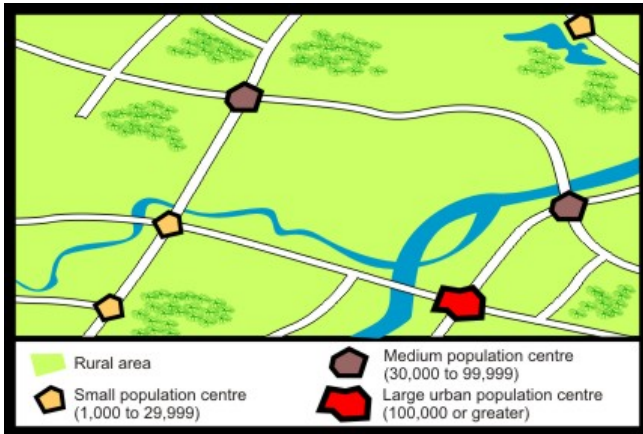 Rural area
Small population centre
(1,000 to 29,999)
Medium population centre
(30,000 to 99,999)
Large urban population centre
(100,000 or greater)